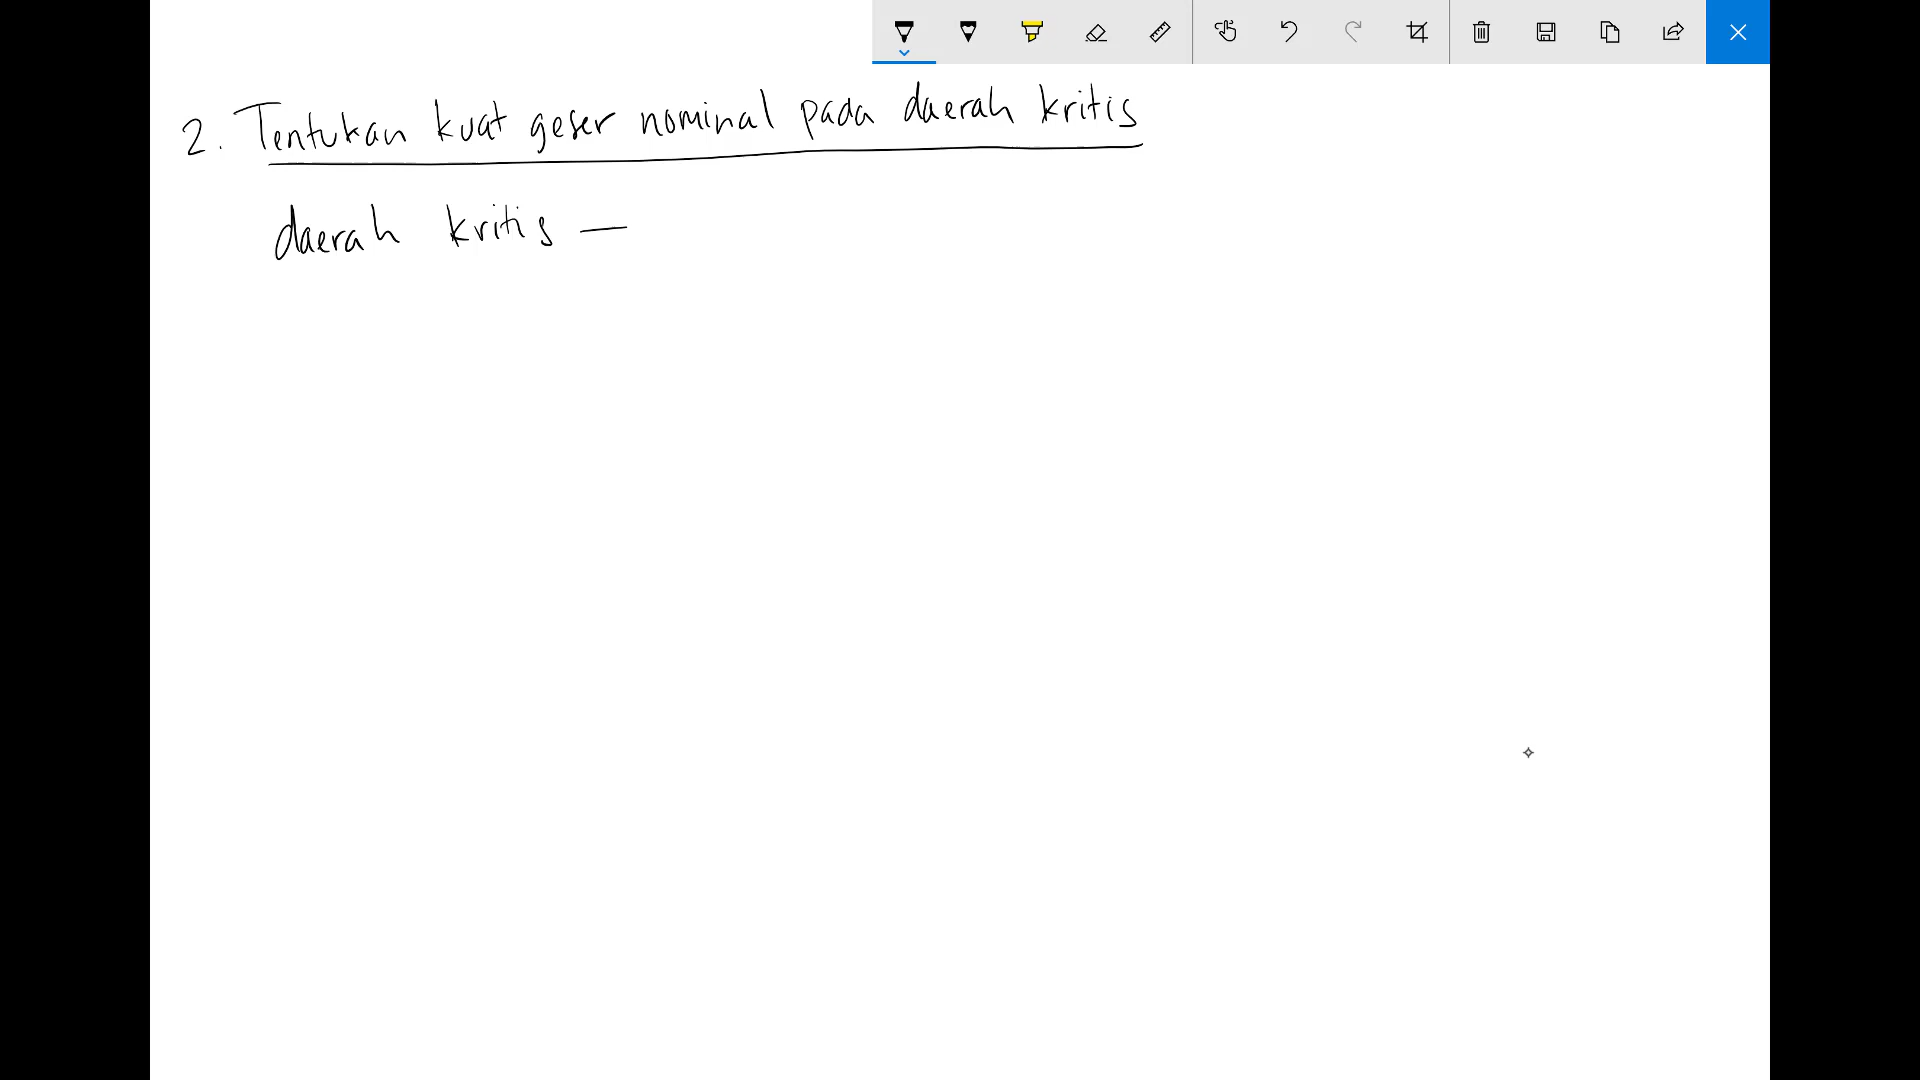 2. Tentukan kuat geser nominal pada daerah kritis
daerah kritis —